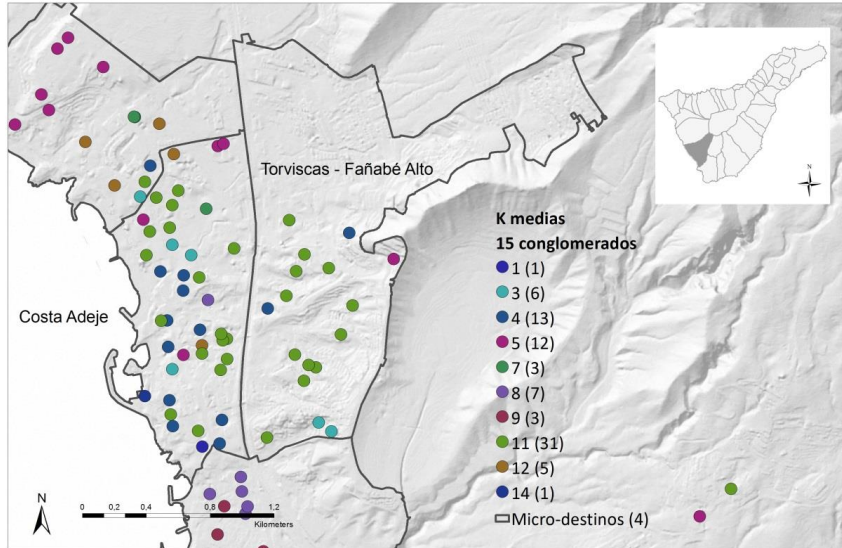 N
Torviscas - Fañabé Alto
K medias
15 conglomerados
1 (1)
3 (6)
4 (13)
5 (12)
7 (3)
8 (7)
9 (3)
11 (31)
12 (5)
14 (1)
Micro-destinos (4)
Costa Adeje
N
0 0,2 0,4 0,8 1,2
Kilometers